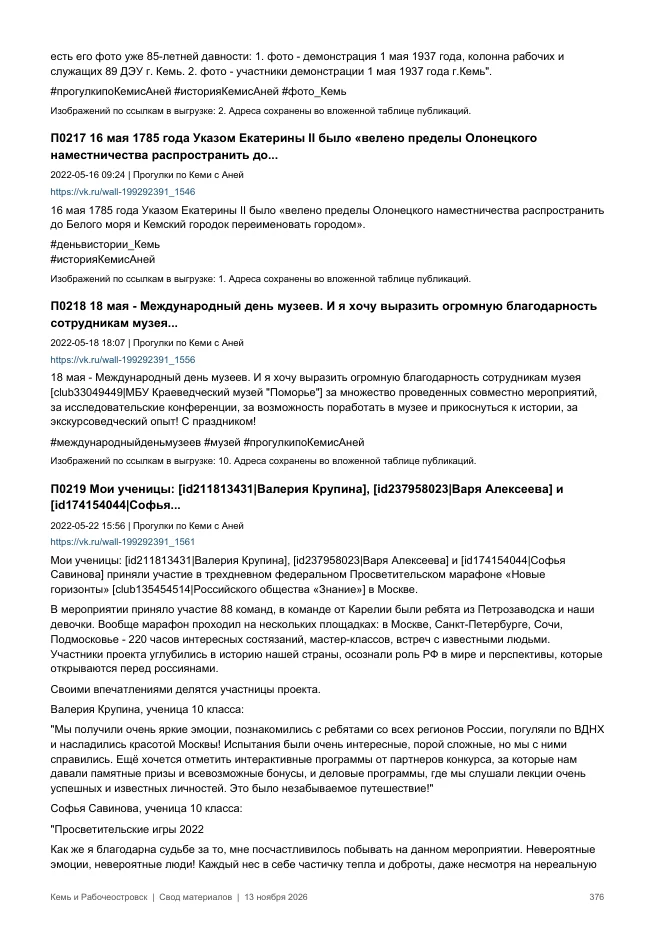 есть его фото уже 85-летней давности: 1. фото - демонстрация 1 мая 1937 года, колонна рабочих и
служащих 89 ДЭУ г. Кемь. 2. фото - участники демонстрации 1 мая 1937 года г.Кемь".
#прогулкипоКемисАней #историяКемисАней #фото_Кемь
Изображений по ссылкам в выгрузке: 2. Адреса сохранены во вложенной таблице публикаций.
П0217 16 мая 1785 года Указом Екатерины II было «велено пределы Олонецкого
наместничества распространить до...
2022-05-16 09:24 | Прогулки по Кеми с Аней
https://vk.ru/wall-199292391_1546
16 мая 1785 года Указом Екатерины II было «велено пределы Олонецкого наместничества распространить
до Белого моря и Кемский городок переименовать городом».
#деньвистории_Кемь
#историяКемисАней
Изображений по ссылкам в выгрузке: 1. Адреса сохранены во вложенной таблице публикаций.
П0218 18 мая - Международный день музеев. И я хочу выразить огромную благодарность
сотрудникам музея...
2022-05-18 18:07 | Прогулки по Кеми с Аней
https://vk.ru/wall-199292391_1556
18 мая - Международный день музеев. И я хочу выразить огромную благодарность сотрудникам музея
[club33049449|МБУ Краеведческий музей "Поморье"] за множество проведенных совместно мероприятий,
за исследовательские конференции, за возможность поработать в музее и прикоснуться к истории, за
экскурсоведческий опыт! С праздником!
#международныйденьмузеев #музей #прогулкипоКемисАней
Изображений по ссылкам в выгрузке: 10. Адреса сохранены во вложенной таблице публикаций.
П0219 Мои ученицы: [id211813431|Валерия Крупина], [id237958023|Варя Алексеева] и
[id174154044|Софья...
2022-05-22 15:56 | Прогулки по Кеми с Аней
https://vk.ru/wall-199292391_1561
Мои ученицы: [id211813431|Валерия Крупина], [id237958023|Варя Алексеева] и [id174154044|Софья
Савинова] приняли участие в трехдневном федеральном Просветительском марафоне «Новые
горизонты» [club135454514|Российского общества «Знание»] в Москве.
В мероприятии приняло участие 88 команд, в команде от Карелии были ребята из Петрозаводска и наши
девочки. Вообще марафон проходил на нескольких площадках: в Москве, Санкт-Петербурге, Сочи,
Подмосковье - 220 часов интересных состязаний, мастер-классов, встреч с известными людьми.
Участники проекта углубились в историю нашей страны, осознали роль РФ в мире и перспективы, которые
открываются перед россиянами.
Своими впечатлениями делятся участницы проекта.
Валерия Крупина, ученица 10 класса:
"Мы получили очень яркие эмоции, познакомились с ребятами со всех регионов России, погуляли по ВДНХ
и насладились красотой Москвы! Испытания были очень интересные, порой сложные, но мы с ними
справились. Ещё хочется отметить интерактивные программы от партнеров конкурса, за которые нам
давали памятные призы и всевозможные бонусы, и деловые программы, где мы слушали лекции очень
успешных и известных личностей. Это было незабываемое путешествие!"
Софья Савинова, ученица 10 класса:
"Просветительские игры 2022
Как же я благодарна судьбе за то, мне посчастливилось побывать на данном мероприятии. Невероятные
эмоции, невероятные люди! Каждый нес в себе частичку тепла и доброты, даже несмотря на нереальную
Кемь и Рабочеостровск | Свод материалов | 13 ноября 2026
376